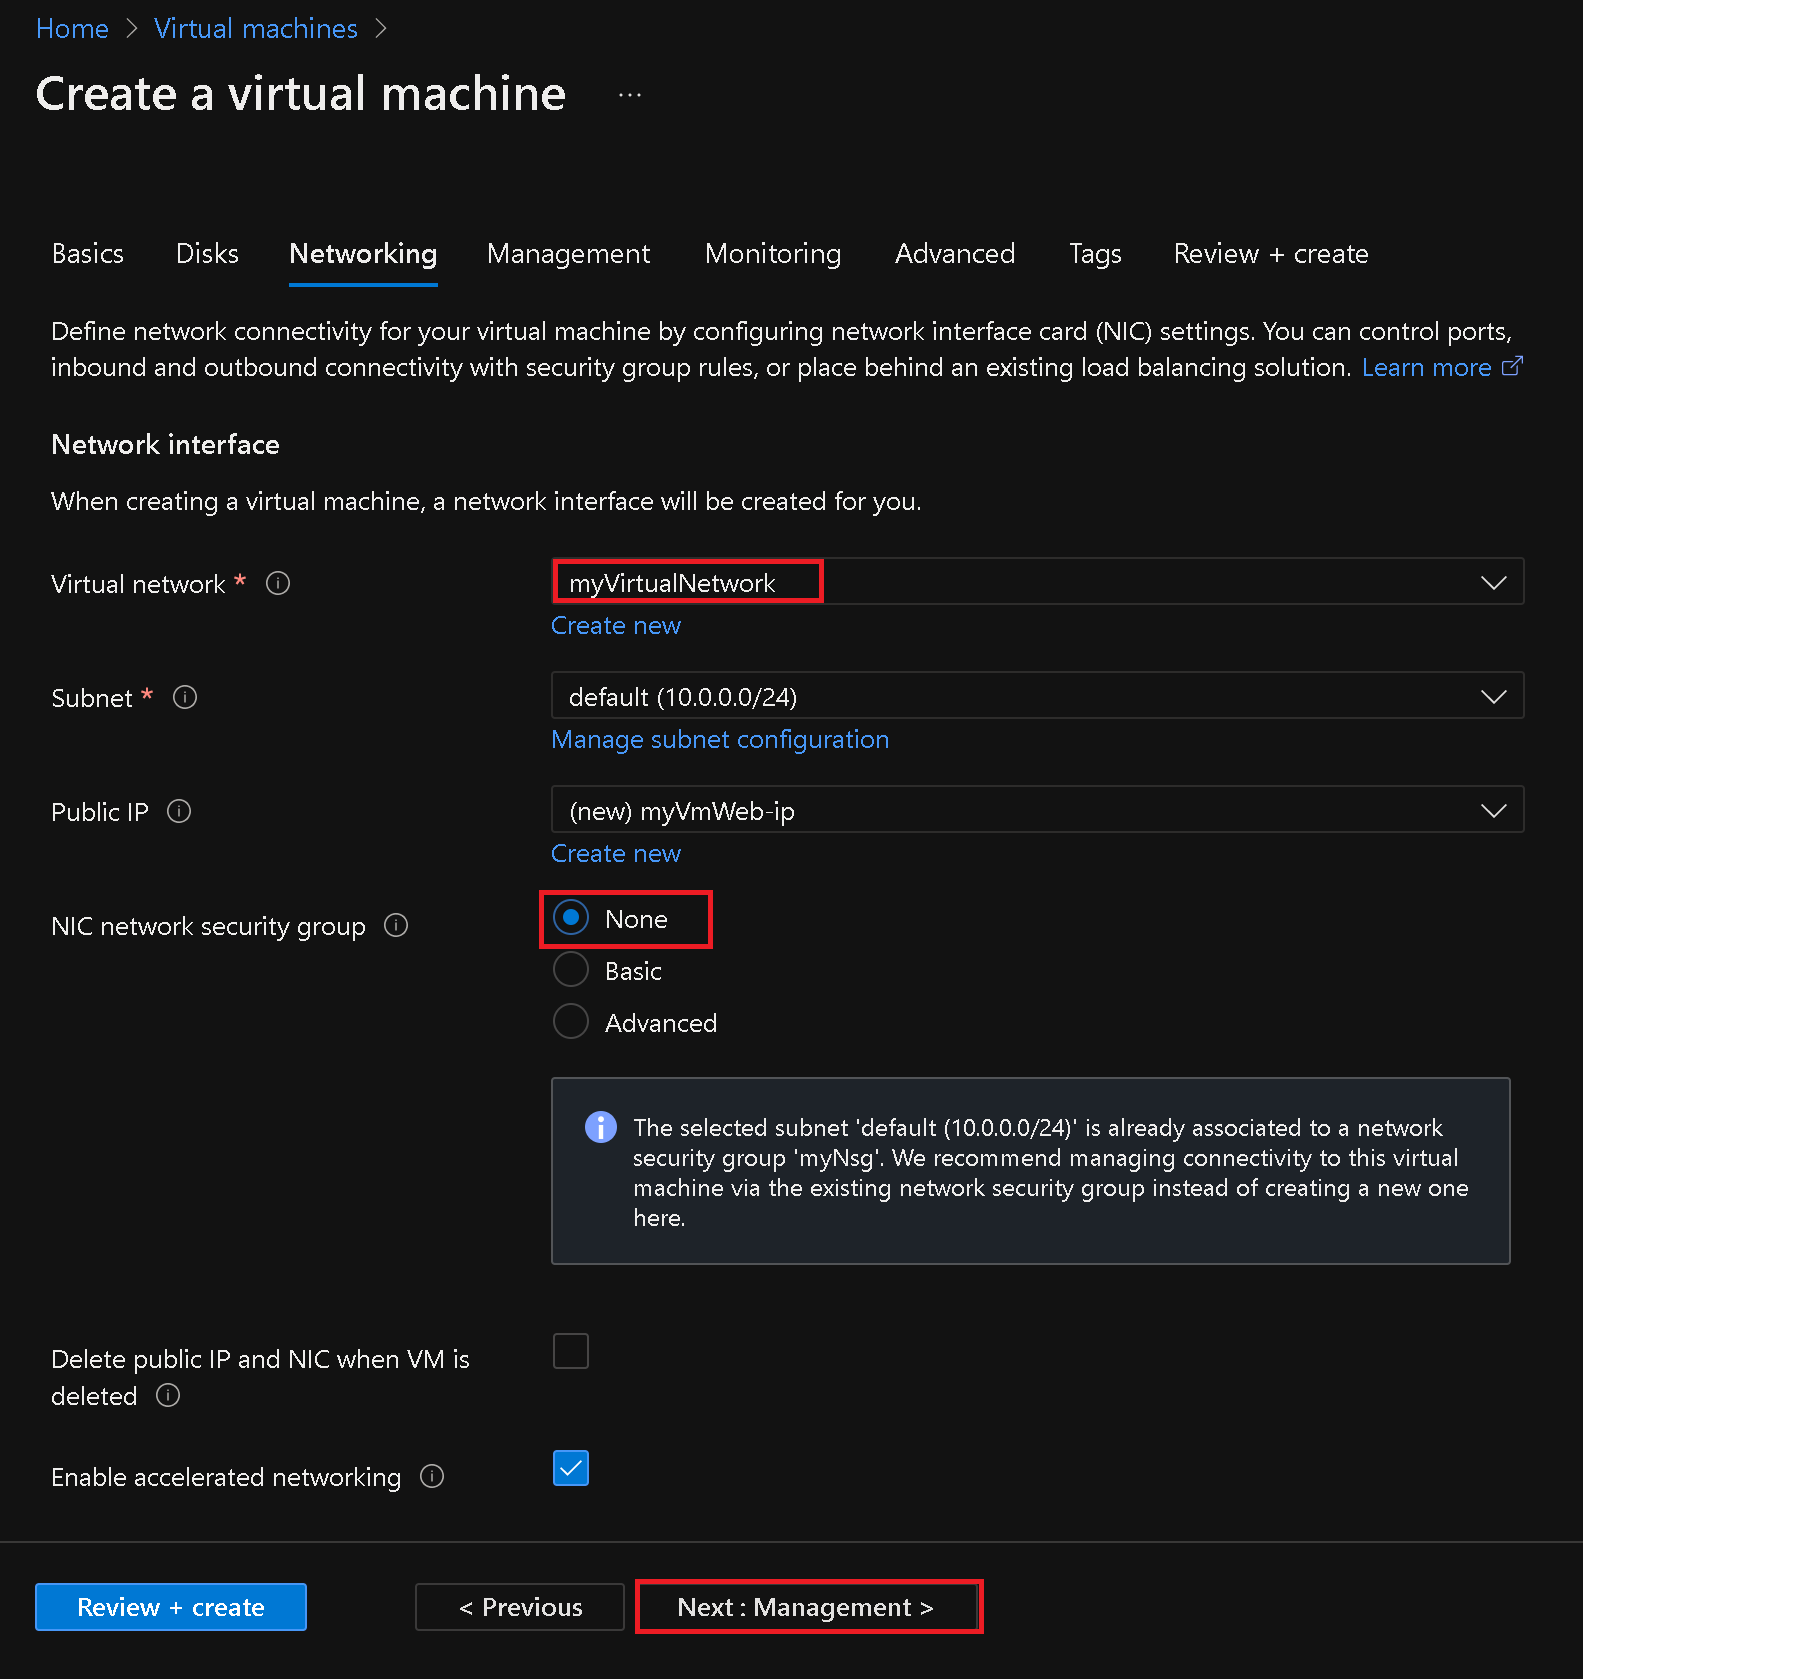 Home > Virtual machines >
Create a virtual machine ...
Basics Disks Networking Management Monitoring Advanced Tags Review + create
Define network connectivity for your virtual machine by configuring network interface card (NIC) settings. You can control ports,
inbound and outbound connectivity with security group rules, or place behind an existing load balancing solution. Learn more
Network interface
When creating a virtual machine, a network interface will be created for you.
Virtual network * myVirtualNetwork
Create new
Subnet * default (10.0.0.0/24)
Manage subnet configuration
Public IP (new) myVmWeb-ip
Create new
NIC network security group None
Basic
Advanced
The selected subnet 'default (10.0.0.0/24)' is already associated to a network
security group 'myNsg'. We recommend managing connectivity to this virtual
machine via the existing network security group instead of creating a new one
here.
Delete public IP and NIC when VM is
deleted
Enable accelerated networking
Review + create < Previous Next : Management >